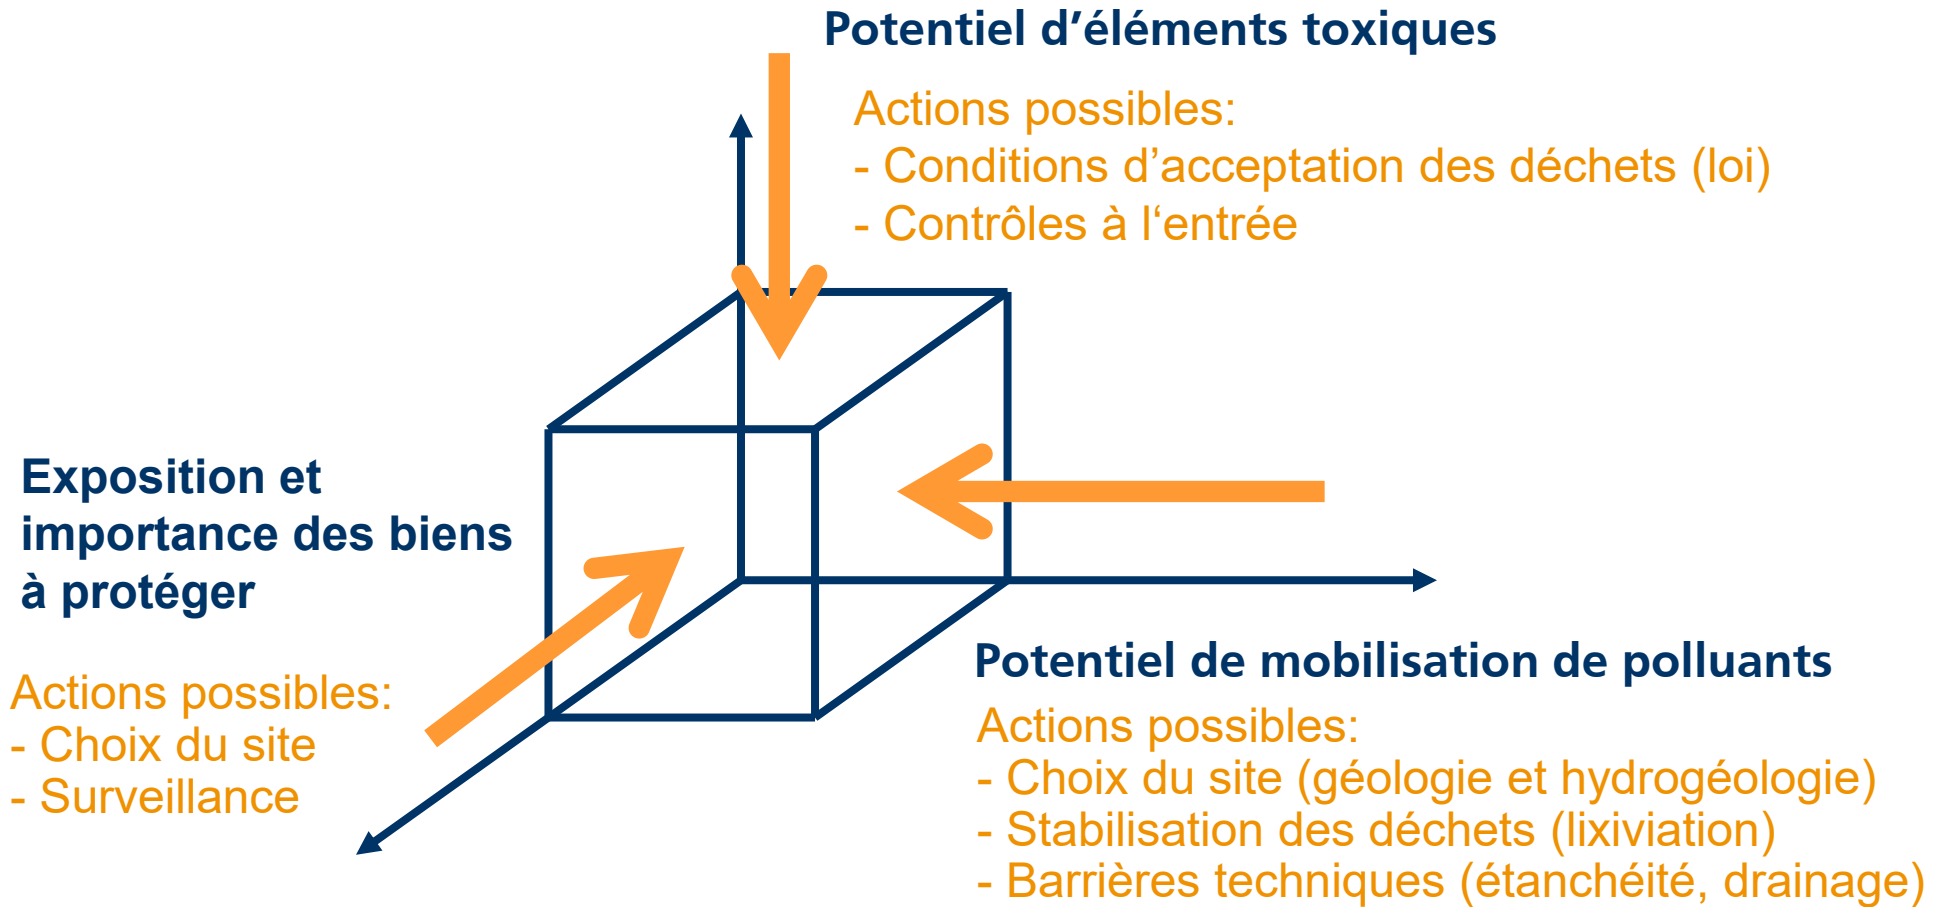 Potentiel d’éléments toxiques
Actions possibles:
- Conditions d’acceptation des déchets (loi)
- Contrôles à l‘entrée
Exposition et
importance des biens
à protéger
Actions possibles:
- Choix du site
- Surveillance
Potentiel de mobilisation de polluants
Actions possibles:
- Choix du site (géologie et hydrogéologie)
- Stabilisation des déchets (lixiviation)
- Barrières techniques (étanchéité, drainage)